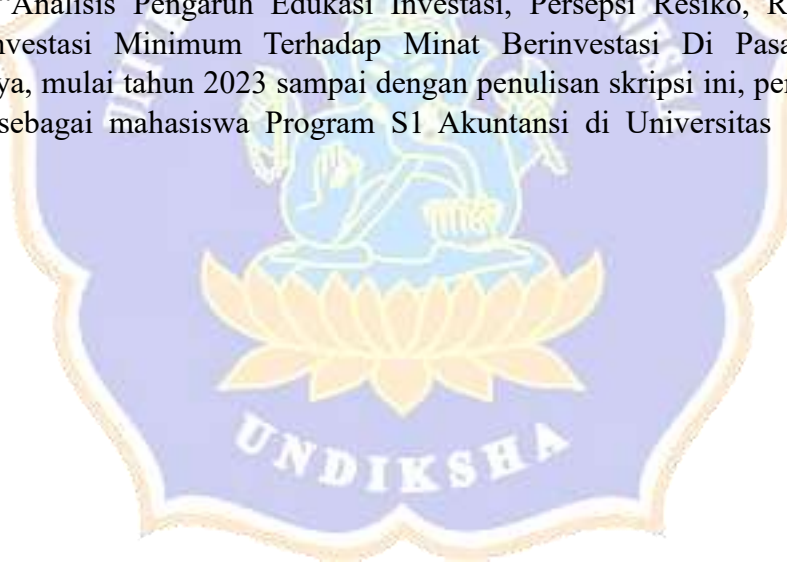 "Analisis Pengaruh Edukasi Investasi, Persepsi Resiko, R
nvestasi Minimum Terhadap Minat Berinvestasi Di Pasa
ya, mulai tahun 2023 sampai dengan penulisan skripsi ini, per
sebagai mahasiswa Program S1 Akuntansi di Universitas
UNDIKSHA